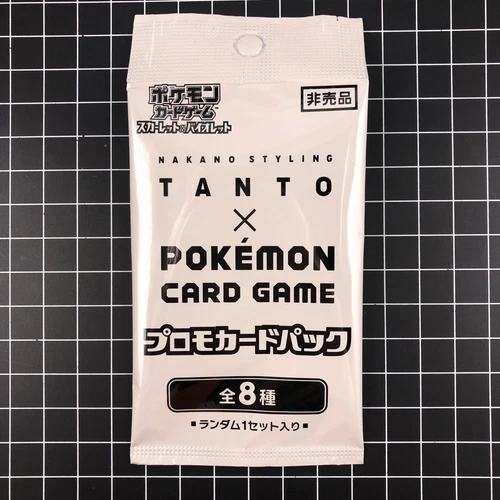 ポケモン
カードゲーム
スカーレット&バイオレット
非売品
NAKANO STYLING
TANTO
×
POKÉMON
CARD GAME
プロモカードパック
全8種
■ランダム1セット入り■